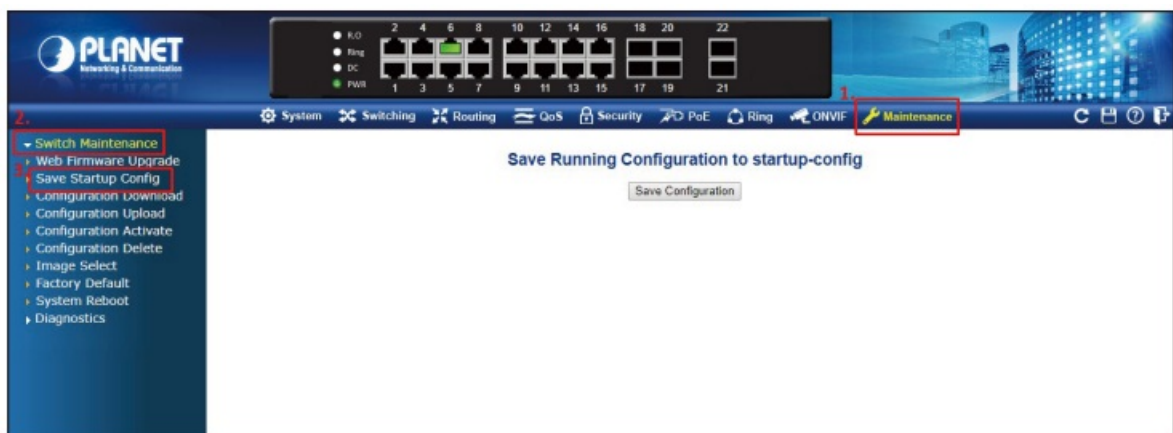 PLANET
Networking & Communication
R.O
Ring
DC
PWR
2 4 6 8 10 12 14 16 18 20 22
1 3 5 7 9 11 13 15 17 19 21
1.
System Switching Routing QoS Security PoE Ring ONVIF Maintenance
2.
Switch Maintenance
Web Firmware Upgrade
3.
Save Startup Config
Configuration Download
Configuration Upload
Configuration Activate
Configuration Delete
Image Select
Factory Default
System Reboot
Diagnostics
Save Running Configuration to startup-config
Save Configuration